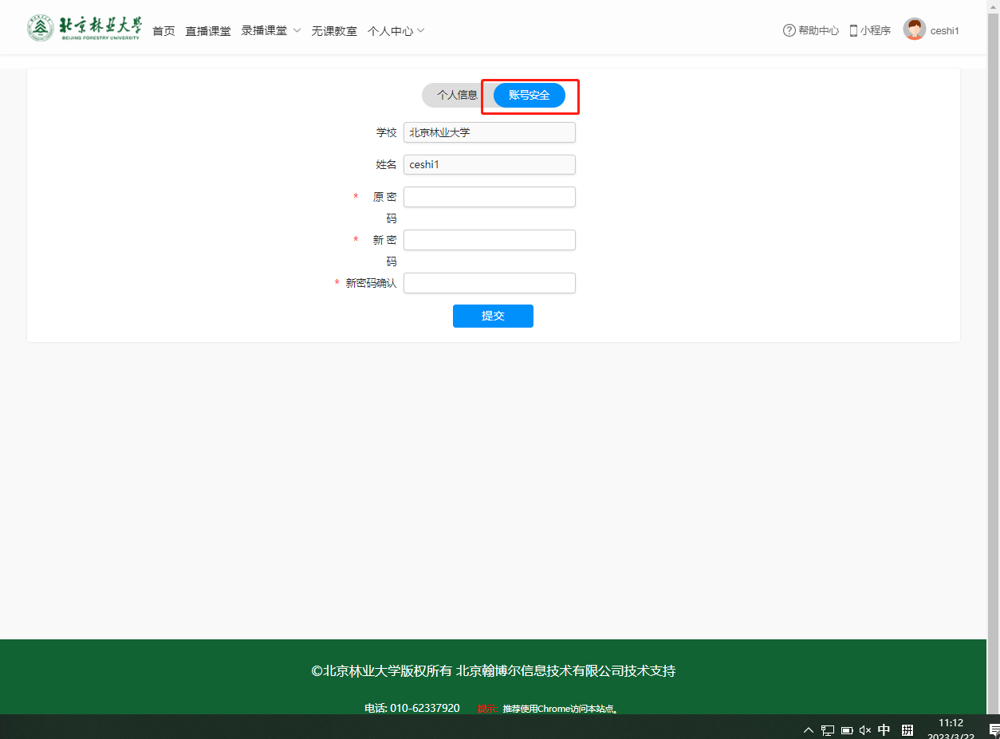 北京林业大学
BEIJING FORESTRY UNIVERSITY
首页 直播课堂 录播课堂 无课教室 个人中心
帮助中心 小程序 ceshi1
个人信息 账号安全
学校 北京林业大学
姓名 ceshi1
* 原 密
码
* 新 密
码
* 新密码确认
提交
©北京林业大学版权所有 北京翰博尔信息技术有限公司技术支持
电话: 010-62337920 提示: 推荐使用Chrome访问本站点。
中 拼 11:12
2023/3/22